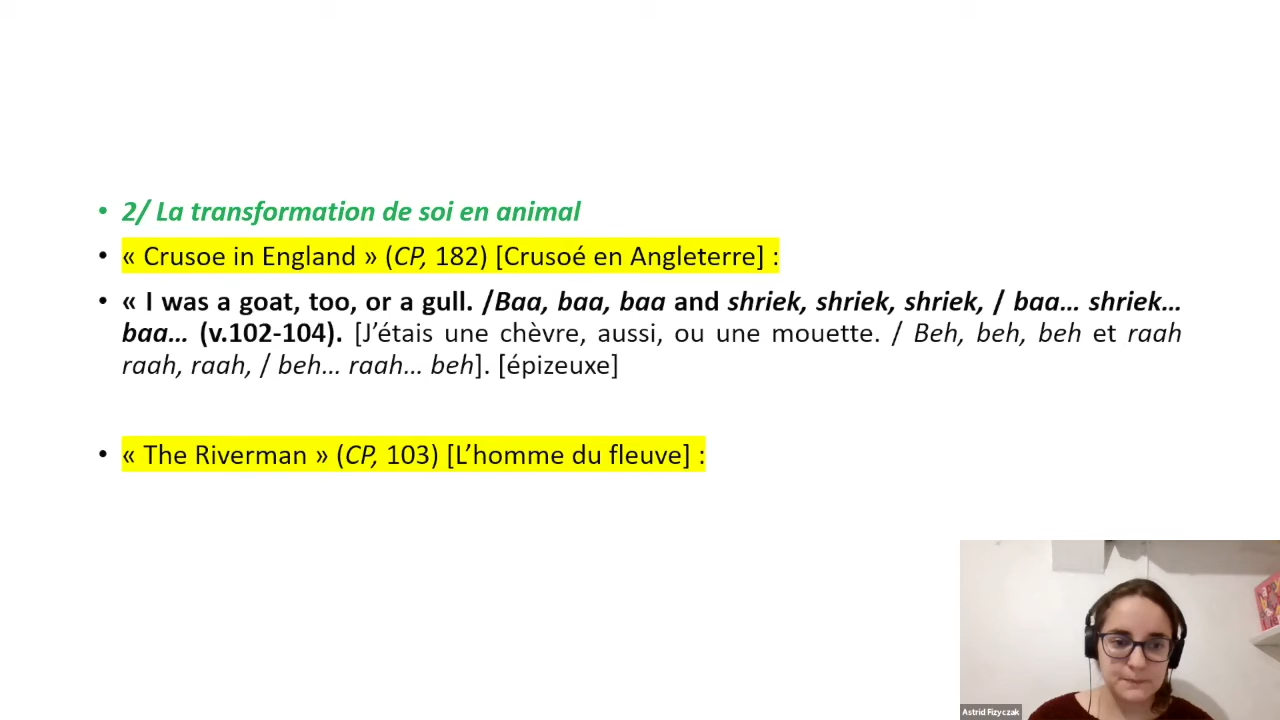 • 2/ La transformation de soi en animal
• « Crusoe in England » (CP, 182) [Crusoé en Angleterre] :
• « I was a goat, too, or a gull. /Baa, baa, baa and shriek, shriek, shriek, / baa… shriek…
baa… (v.102-104). [J’étais une chèvre, aussi, ou une mouette. / Beh, beh, beh et raah
raah, raah, / beh… raah… beh]. [épizeuxe]
• « The Riverman » (CP, 103) [L’homme du fleuve] :
Astrid Fizyczak